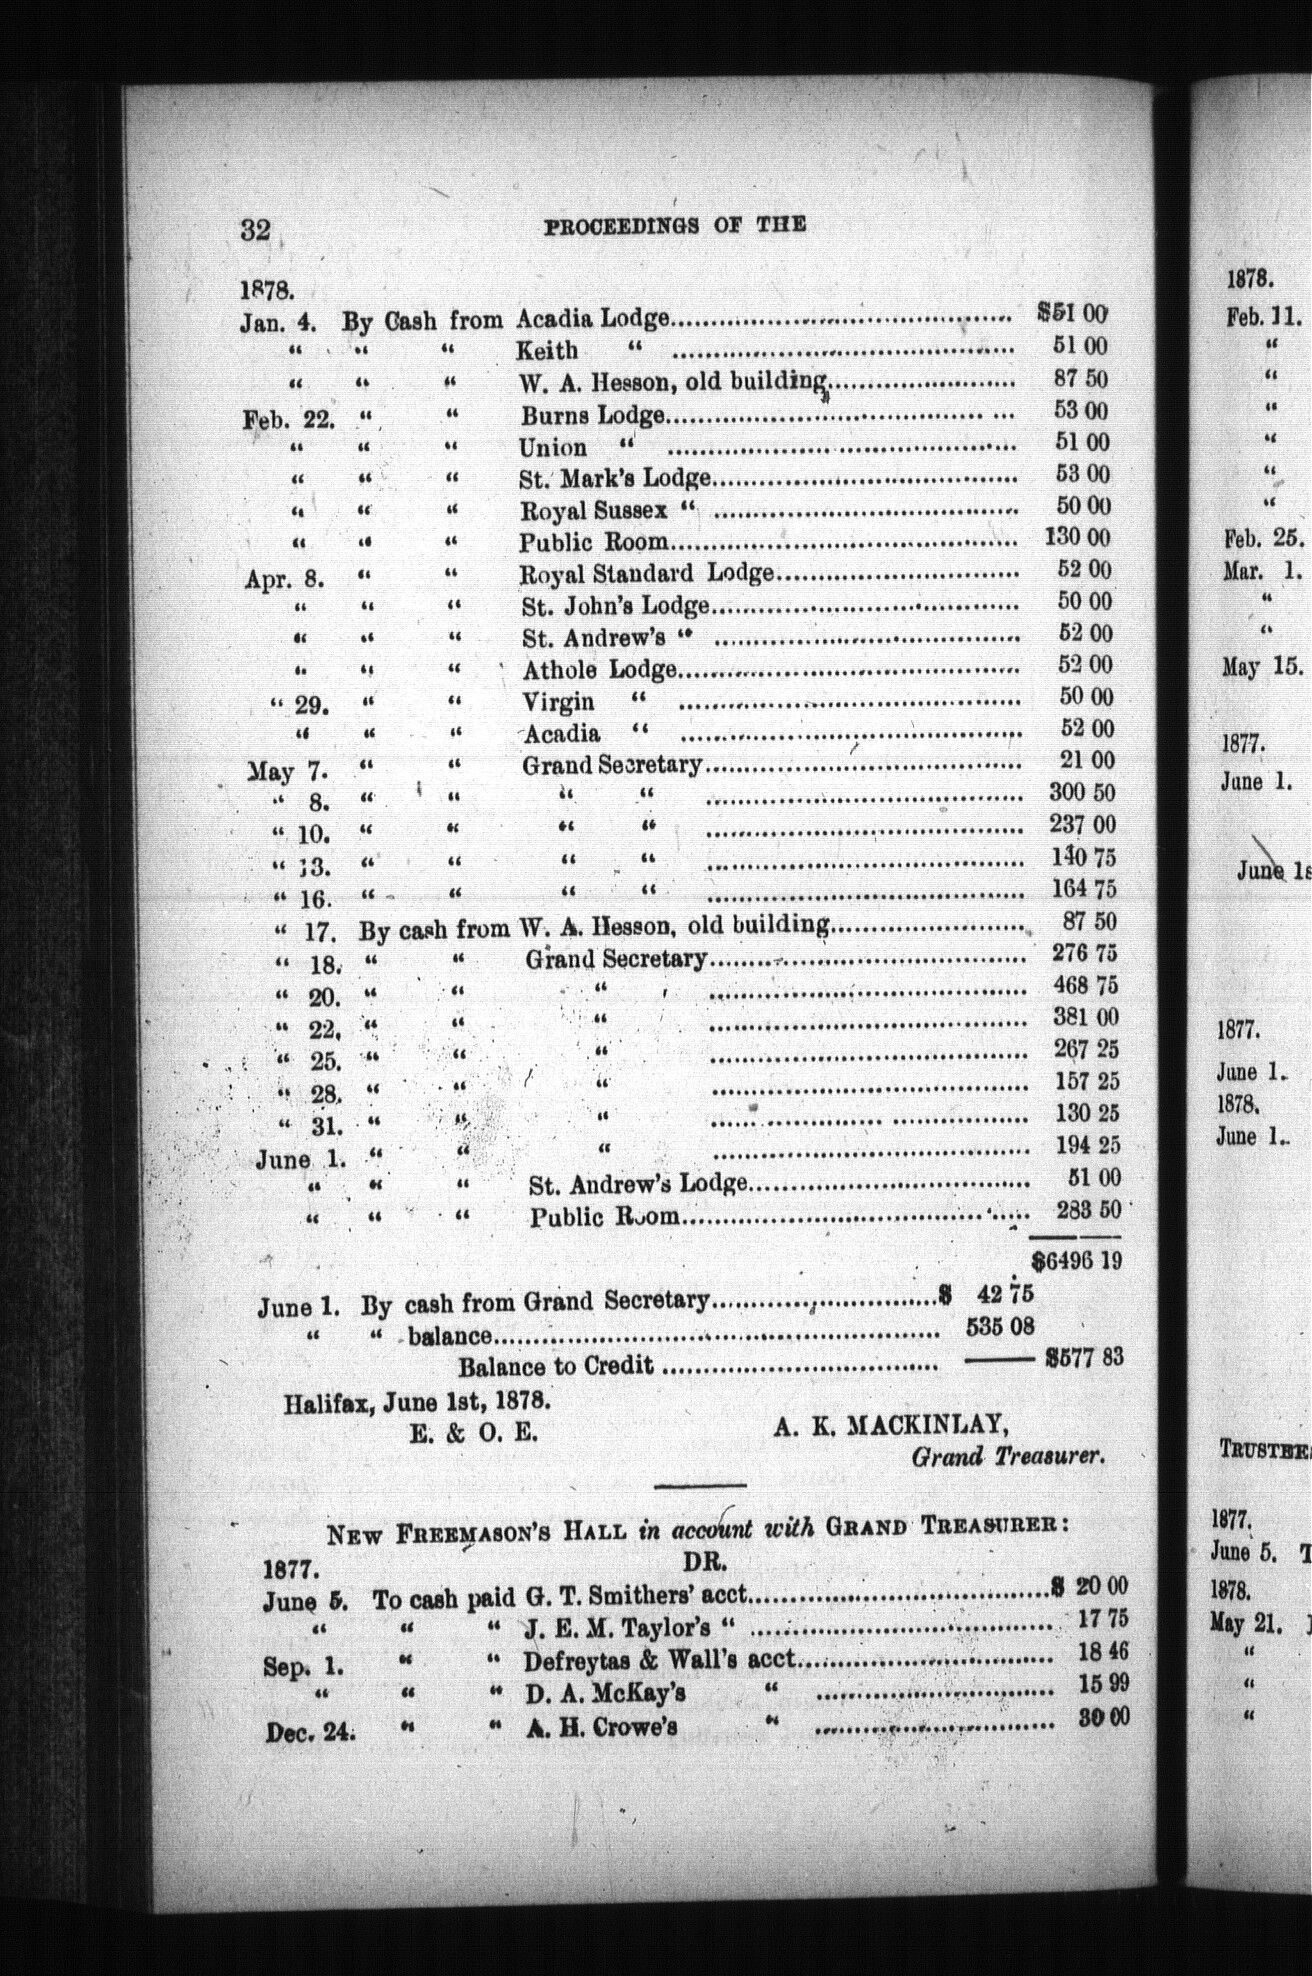 32 PROCEEDINGS OF THE
1878.
Jan. 4. By Cash from Acadia Lodge........ $51 00
“ “ “ Keith “ ........ 51 00
“ “ “ W. A. Hesson, old building........ 87 50
Feb. 22. “ “ Burns Lodge........ 53 00
“ “ “ Union “ ........ 51 00
“ “ “ St. Mark's Lodge........ 53 00
“ “ “ Royal Sussex “ ........ 50 00
“ “ “ Public Room........ 130 00
Apr. 8. “ “ Royal Standard Lodge........ 52 00
“ “ “ St. John's Lodge........ 50 00
“ “ “ St. Andrew's “ ........ 52 00
“ “ “ Athole Lodge........ 52 00
“ 29. “ “ Virgin “ ........ 50 00
“ “ “ Acadia “ ........ 52 00
May 7. “ “ Grand Secretary........ 21 00
“ 8. “ “ “ “ ........ 300 50
“ 10. “ “ “ “ ........ 237 00
“ 13. “ “ “ “ ........ 140 75
“ 16. “ “ “ “ ........ 164 75
“ 17. By cash from W. A. Hesson, old building........ 87 50
“ 18. “ “ Grand Secretary........ 276 75
“ 20. “ “ “ ........ 468 75
“ 22. “ “ “ ........ 381 00
“ 25. “ “ “ ........ 267 25
“ 28. “ “ “ ........ 157 25
“ 31. “ “ “ ........ 130 25
June 1. “ “ “ ........ 194 25
“ “ “ St. Andrew's Lodge........ 51 00
“ “ “ Public Room........ 283 50
$6496 19
June 1. By cash from Grand Secretary........$ 42 75
“ “ balance........ 535 08
Balance to Credit ........ $577 83
Halifax, June 1st, 1878.
E. & O. E. A. K. MACKINLAY,
Grand Treasurer.
NEW FREEMASON'S HALL in account with GRAND TREASURER:
1877. DR.
June 5. To cash paid G. T. Smithers' acct........$ 20 00
“ “ “ J. E. M. Taylor's “ ........ 17 75
Sep. 1. “ “ Defreytas & Wall's acct........ 18 46
“ “ “ D. A. McKay's “ ........ 15 99
Dec. 24. “ “ A. H. Crowe's “ ........ 30 00
1878.
Feb. 11.
“
“
“
“
“
“
Feb. 25.
Mar. 1.
“
“
May 15.
1877.
June 1.
June
1877.
June 1.
1878.
June 1.
1877.
June 5.
1878.
May 21.
“
“
“